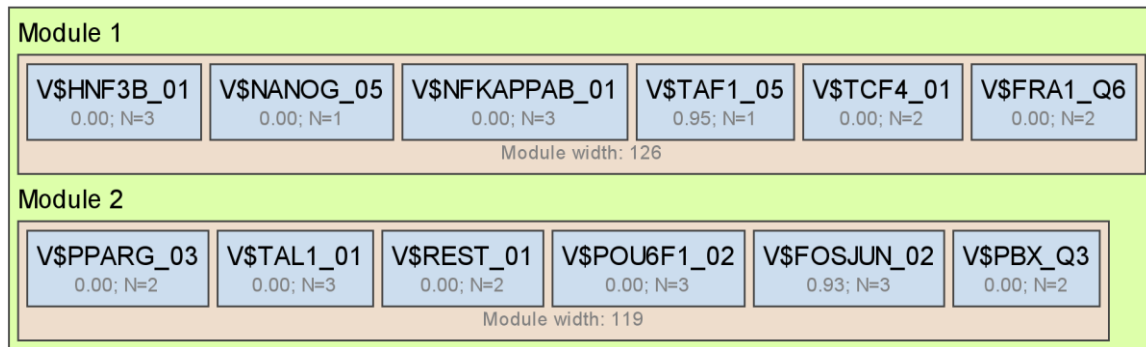 Module 1
V$HNF3B_01 V$NANOG_05 V$NFKAPPAB_01 V$TAF1_05 V$TCF4_01 V$FRA1_Q6
0.00; N=3 0.00; N=1 0.00; N=3 0.95; N=1 0.00; N=2 0.00; N=2
Module width: 126
Module 2
V$PPARG_03 V$TAL1_01 V$REST_01 V$POU6F1_02 V$FOSJUN_02 V$PBX_Q3
0.00; N=2 0.00; N=3 0.00; N=2 0.00; N=3 0.93; N=3 0.00; N=2
Module width: 119